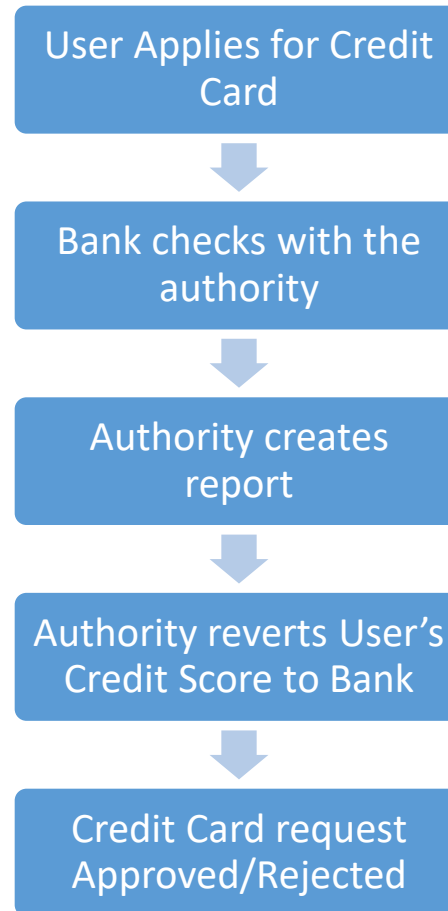 User Applies for Credit
Card
Bank checks with the
authority
Authority creates
report
Authority reverts User’s
Credit Score to Bank
Credit Card request
Approved/Rejected